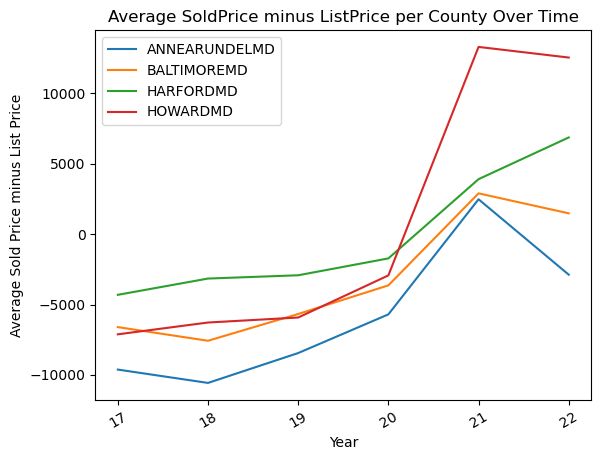 Average SoldPrice minus ListPrice per County Over Time
ANNEARUNDELMD
BALTIMOREMD
HARFORDMD
HOWARDMD
Average Sold Price minus List Price
10000
5000
0
−5000
−10000
17
18
19
20
21
22
Year